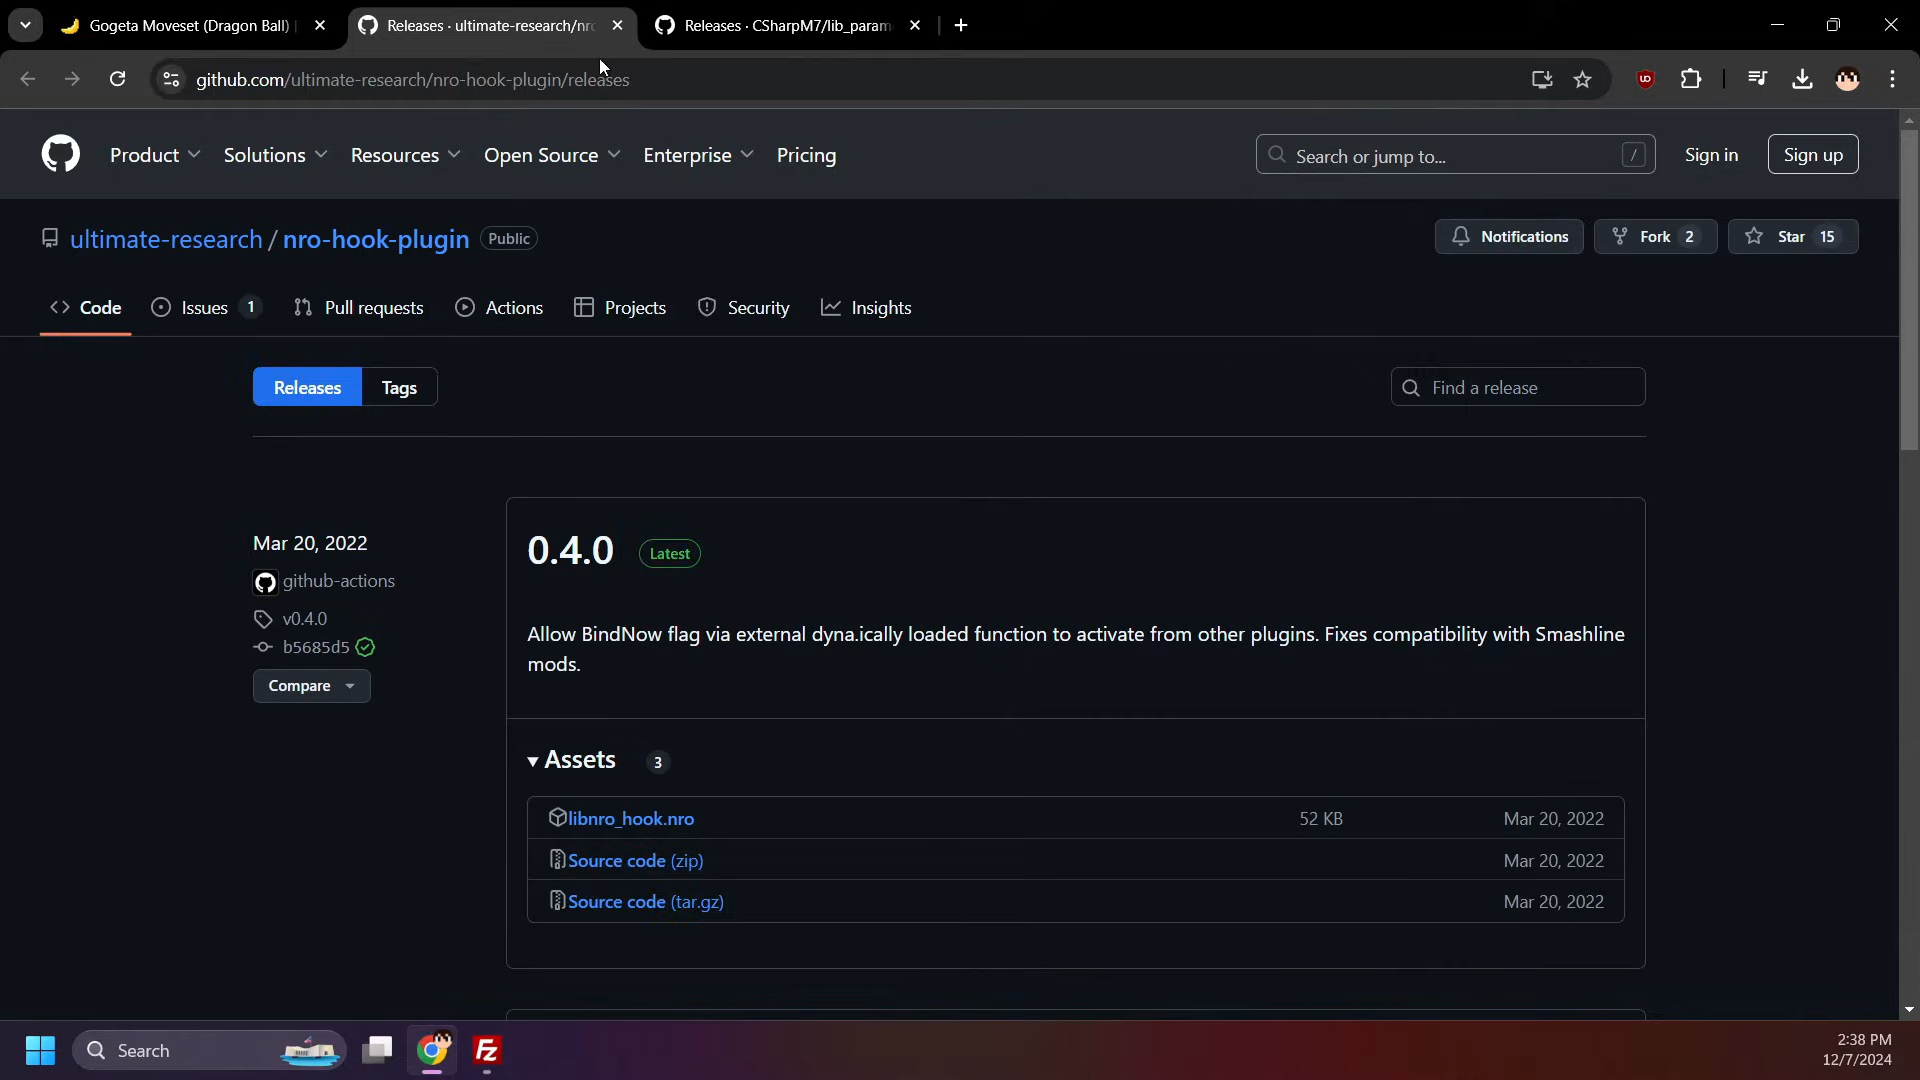 Gogeta Moveset (Dragon Ball)
Releases · ultimate-research/nro
Releases · CSharpM7/lib_param
github.com/ultimate-research/nro-hook-plugin/releases
Product Solutions Resources Open Source Enterprise Pricing
Search or jump to... /
Sign in
Sign up
ultimate-research / nro-hook-plugin Public
Notifications
Fork 2
Star 15
Code Issues 1 Pull requests Actions Projects Security Insights
Releases Tags
Find a release
Mar 20, 2022
github-actions
v0.4.0
b5685d5
Compare
0.4.0 Latest
Allow BindNow flag via external dyna.ically loaded function to activate from other plugins. Fixes compatibility with Smashline
mods.
Assets 3
libnro_hook.nro 52 KB Mar 20, 2022
Source code (zip) Mar 20, 2022
Source code (tar.gz) Mar 20, 2022
Search
FZ
2:38 PM
12/7/2024